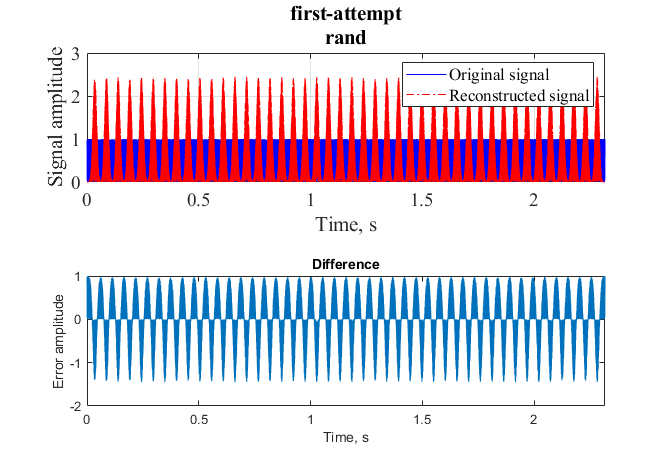 first-attempt
rand
3
2
1
0
Signal amplitude
Original signal
Reconstructed signal
0 0.5 1 1.5 2
Time, s
Difference
1
0
-1
-2
Error amplitude
0 0.5 1 1.5 2
Time, s